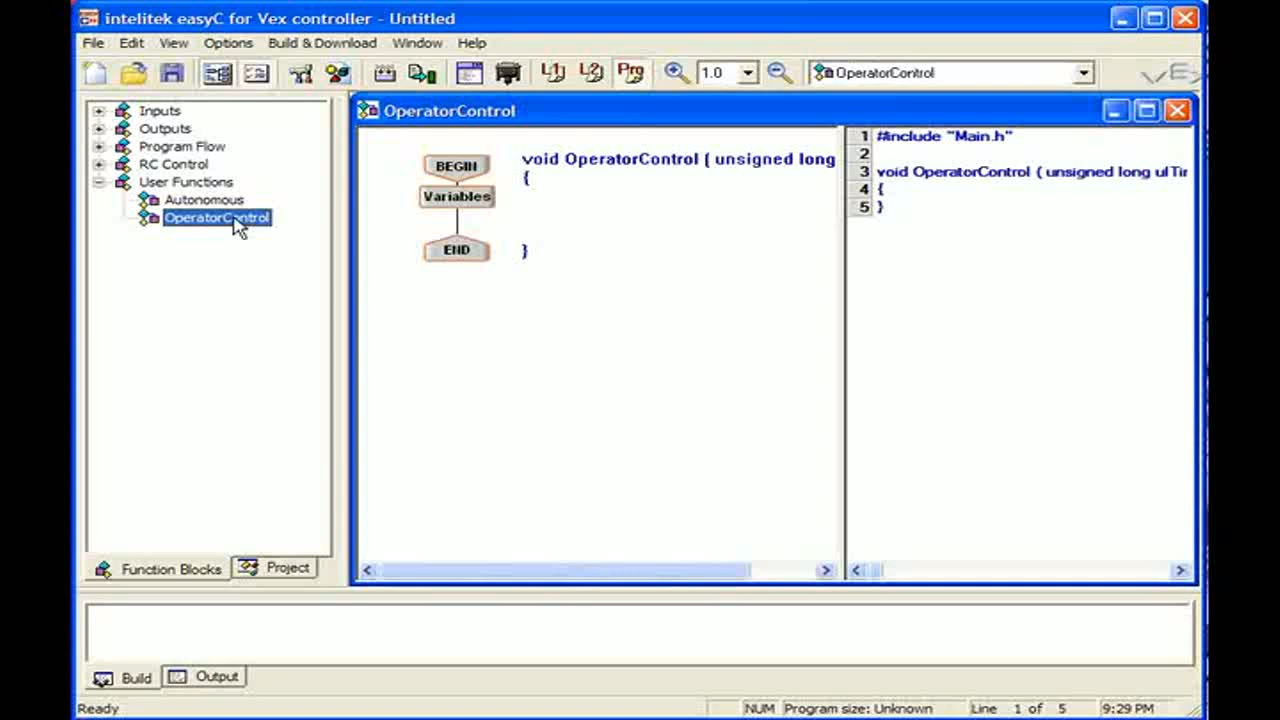 intelitek easyC for Vex controller - Untitled
File Edit View Options Build & Download Window Help
1.0 OperatorControl
Inputs
Outputs
Program Flow
RC Control
User Functions
Autonomous
OperatorControl
Function Blocks Project
OperatorControl
BEGIN void OperatorControl ( unsigned long
{
Variables
END }
1 #include "Main.h"
2
3 void OperatorControl ( unsigned long ulTir
4 {
5 }
Build Output
Ready NUM Program size: Unknown Line 1 of 5 9:29 PM